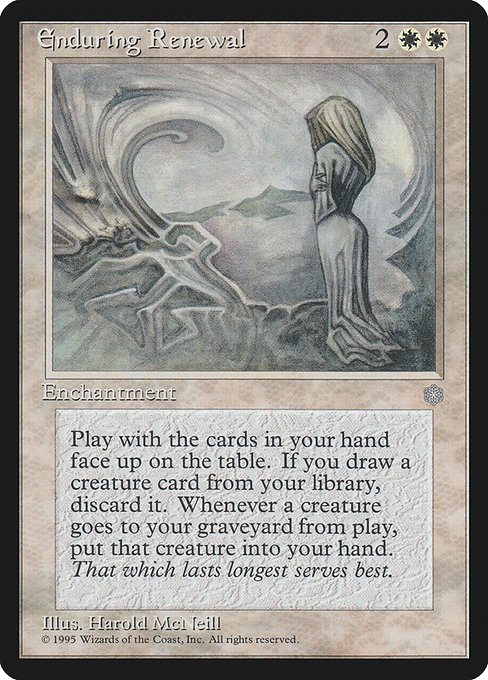 Enduring Renewal 2
Enchantment
Play with the cards in your hand
face up on the table. If you draw a
creature card from your library,
discard it. Whenever a creature
goes to your graveyard from play,
put that creature into your hand.
That which lasts longest serves best.
Illus. Harold McNeill
© 1995 Wizards of the Coast, Inc. All rights reserved.